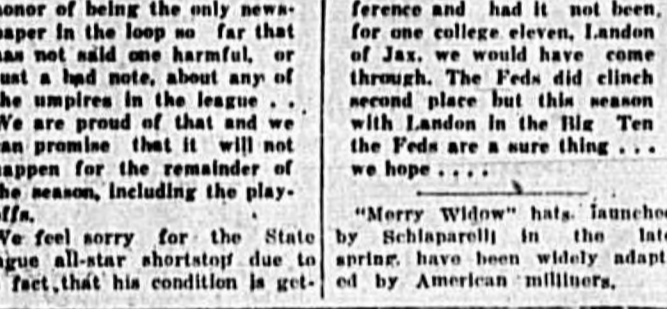 honor of being the only news-
paper in the loop so far that
has not said one harmful, or
just a bad note, about any of
the umpires in the league . .
We are proud of that and we
can promise that it will not
happen for the remainder of
the season, including the play-
offs.
We feel sorry for the State
league all-star shortstop due to
fact, that his condition is get-
ference and had it not been,
for one college eleven, Landon
of Jax. we would have come
through. The Feds did clinch
second place but this season
with Landon in the Big Ten
the Feds are a sure thing . . .
we hope . . . .
"Merry Widow" hats. launched
by Schiaparelli in the late
spring. have been widely adapt-
ed by American milliners.